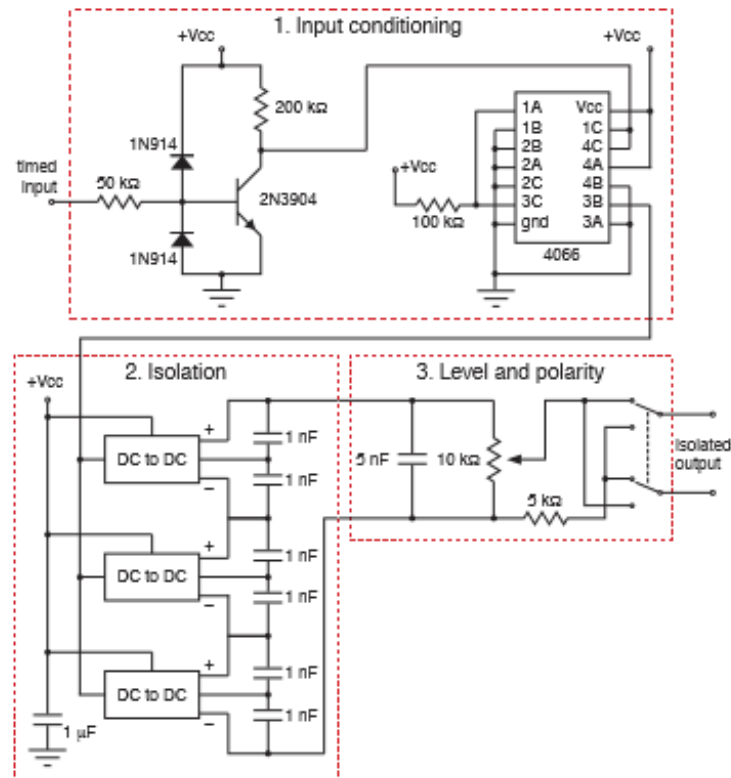 1. Input conditioning
+Vcc
+Vcc
200 kΩ
1N914
timed
Input
50 kΩ
2N3904
1N914
+Vcc
100 kΩ
1A Vcc
1B 1C
2B 4C
2A 4A
2C 4B
3C 3B
gnd 3A
4066
2. Isolation
+Vcc
DC to DC
+
−
1 nF
1 nF
DC to DC
+
−
1 nF
1 nF
DC to DC
+
−
1 nF
1 nF
1 µF
3. Level and polarity
5 nF
10 kΩ
5 kΩ
Isolated
output